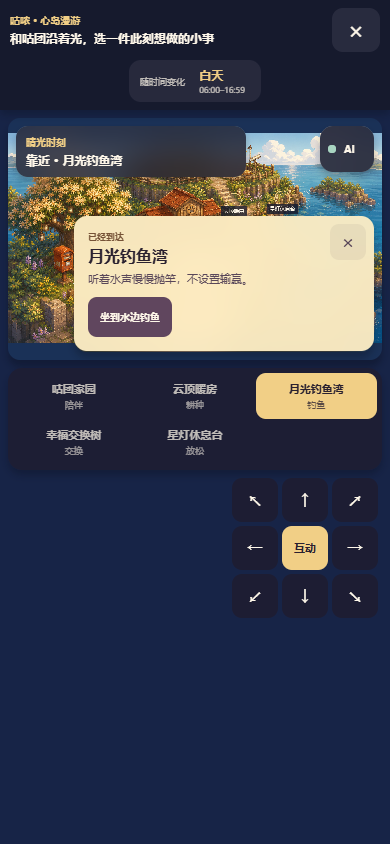 咕哝・心岛漫游
和咕团沿着光，选一件此刻想做的小事
×
随时间变化
白天
06:00–16:59
晴光时刻
靠近・月光钓鱼湾
AI
已经到达
月光钓鱼湾
听着水声慢慢抛竿，不设置输赢。
×
坐到水边钓鱼
咕团家园
陪伴
云顶暖房
耕种
月光钓鱼湾
钓鱼
幸福交换树
交换
星灯休息台
放松
↖ ↑ ↗
← 互动 →
↙ ↓ ↘